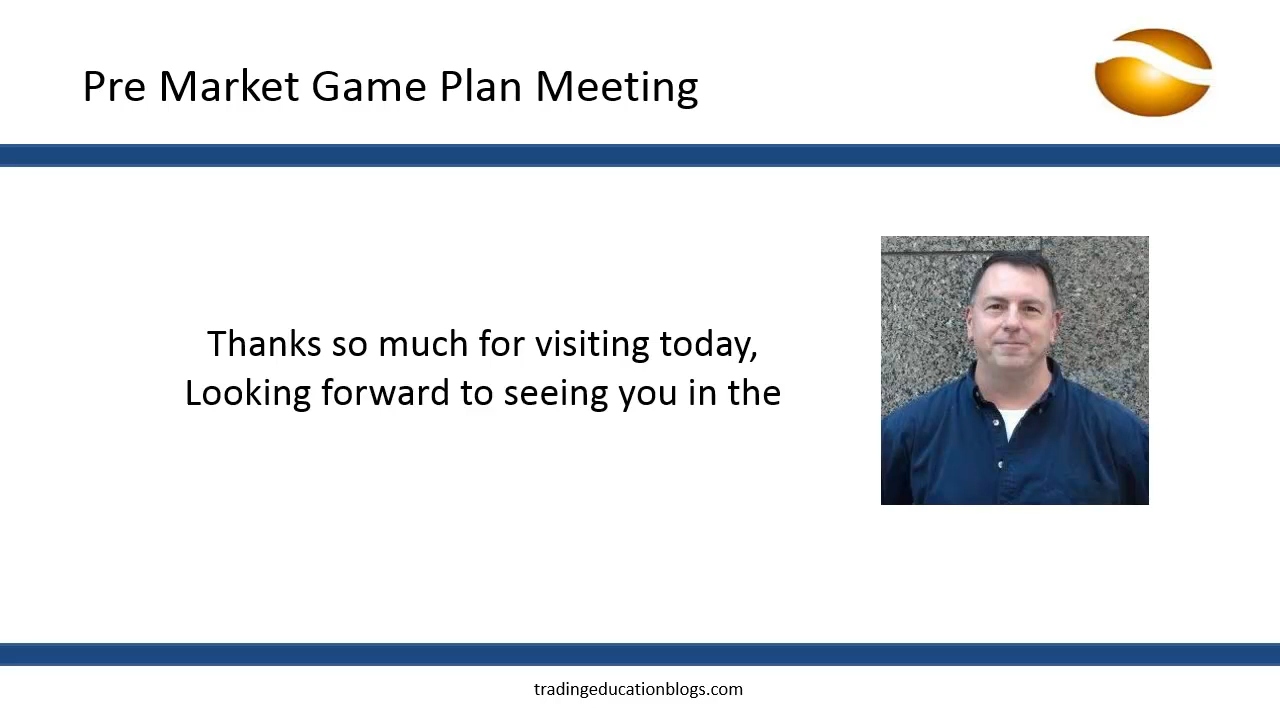 Pre Market Game Plan Meeting
Thanks so much for visiting today,
Looking forward to seeing you in the
tradingeducationblogs.com